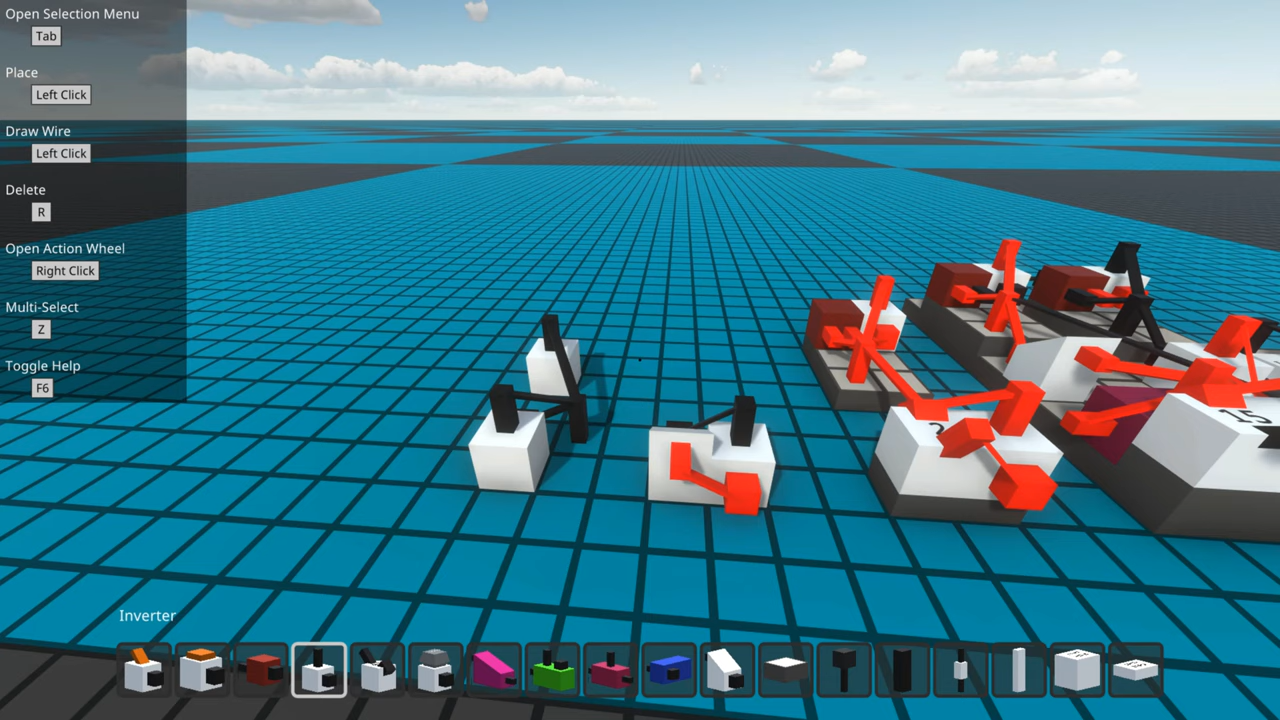 Open Selection Menu
Tab
Place
Left Click
Draw Wire
Left Click
Delete
R
Open Action Wheel
Right Click
Multi-Select
Z
Toggle Help
F6
15
Inverter